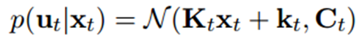 p(uₜ|xₜ) = 𝒩(Kₜxₜ + kₜ, Cₜ)